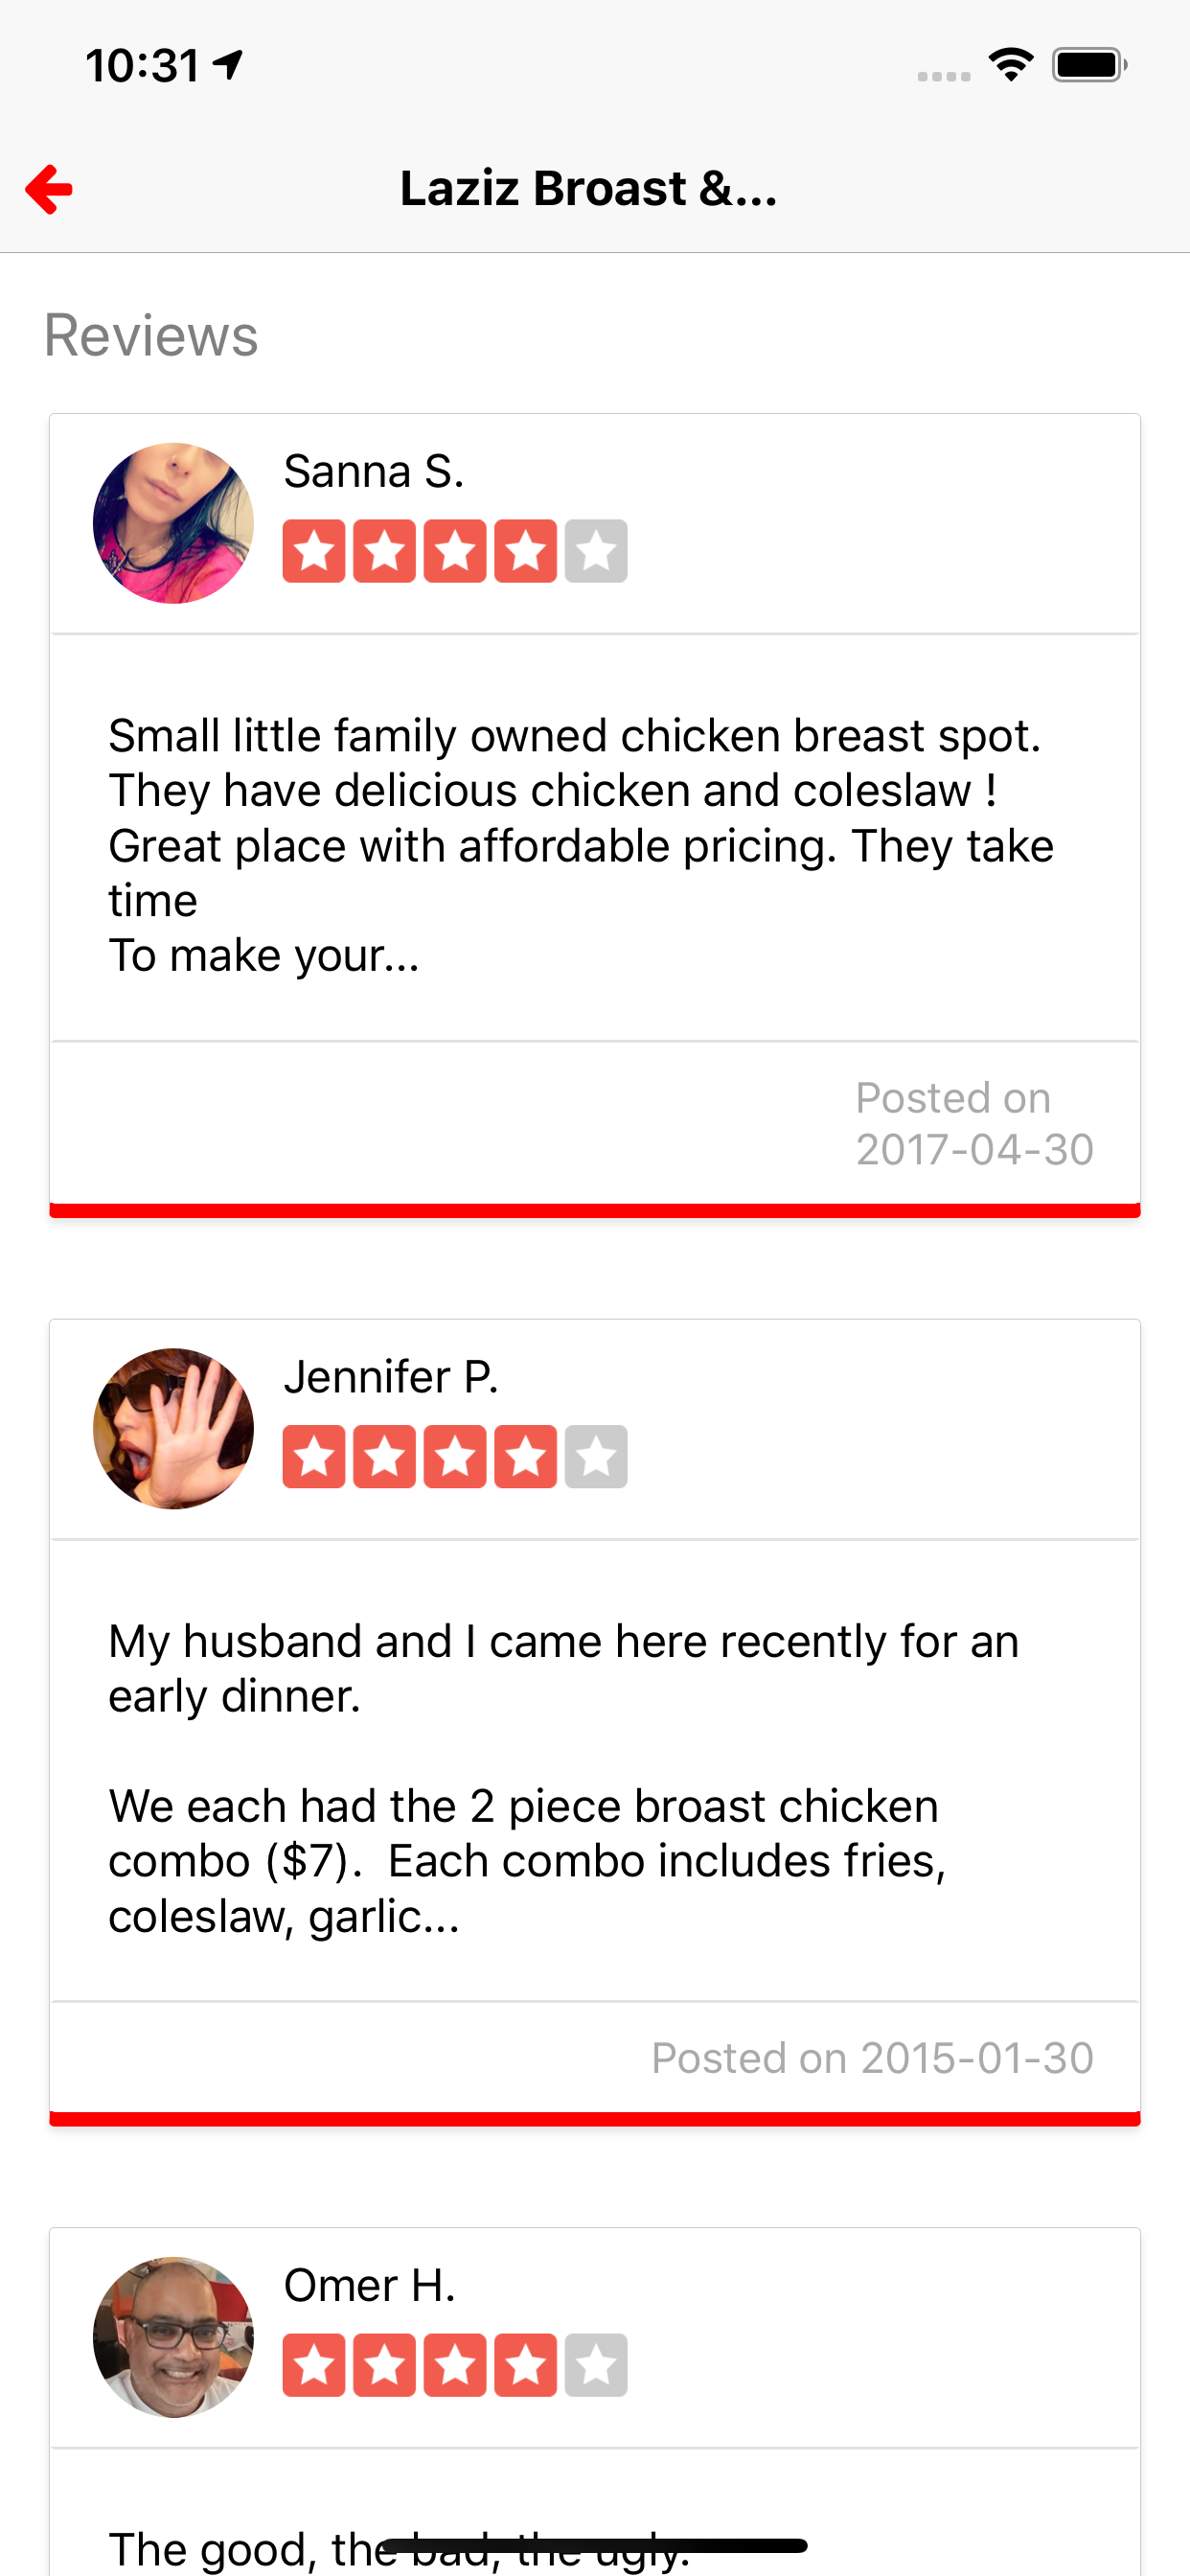 10:31
Laziz Broast &...
Reviews
Sanna S.
Small little family owned chicken breast spot.
They have delicious chicken and coleslaw !
Great place with affordable pricing. They take
time
To make your...
Posted on
2017-04-30
Jennifer P.
My husband and I came here recently for an
early dinner.
We each had the 2 piece broast chicken
combo ($7).  Each combo includes fries,
coleslaw, garlic...
Posted on 2015-01-30
Omer H.
The good, the bad, the ugly.